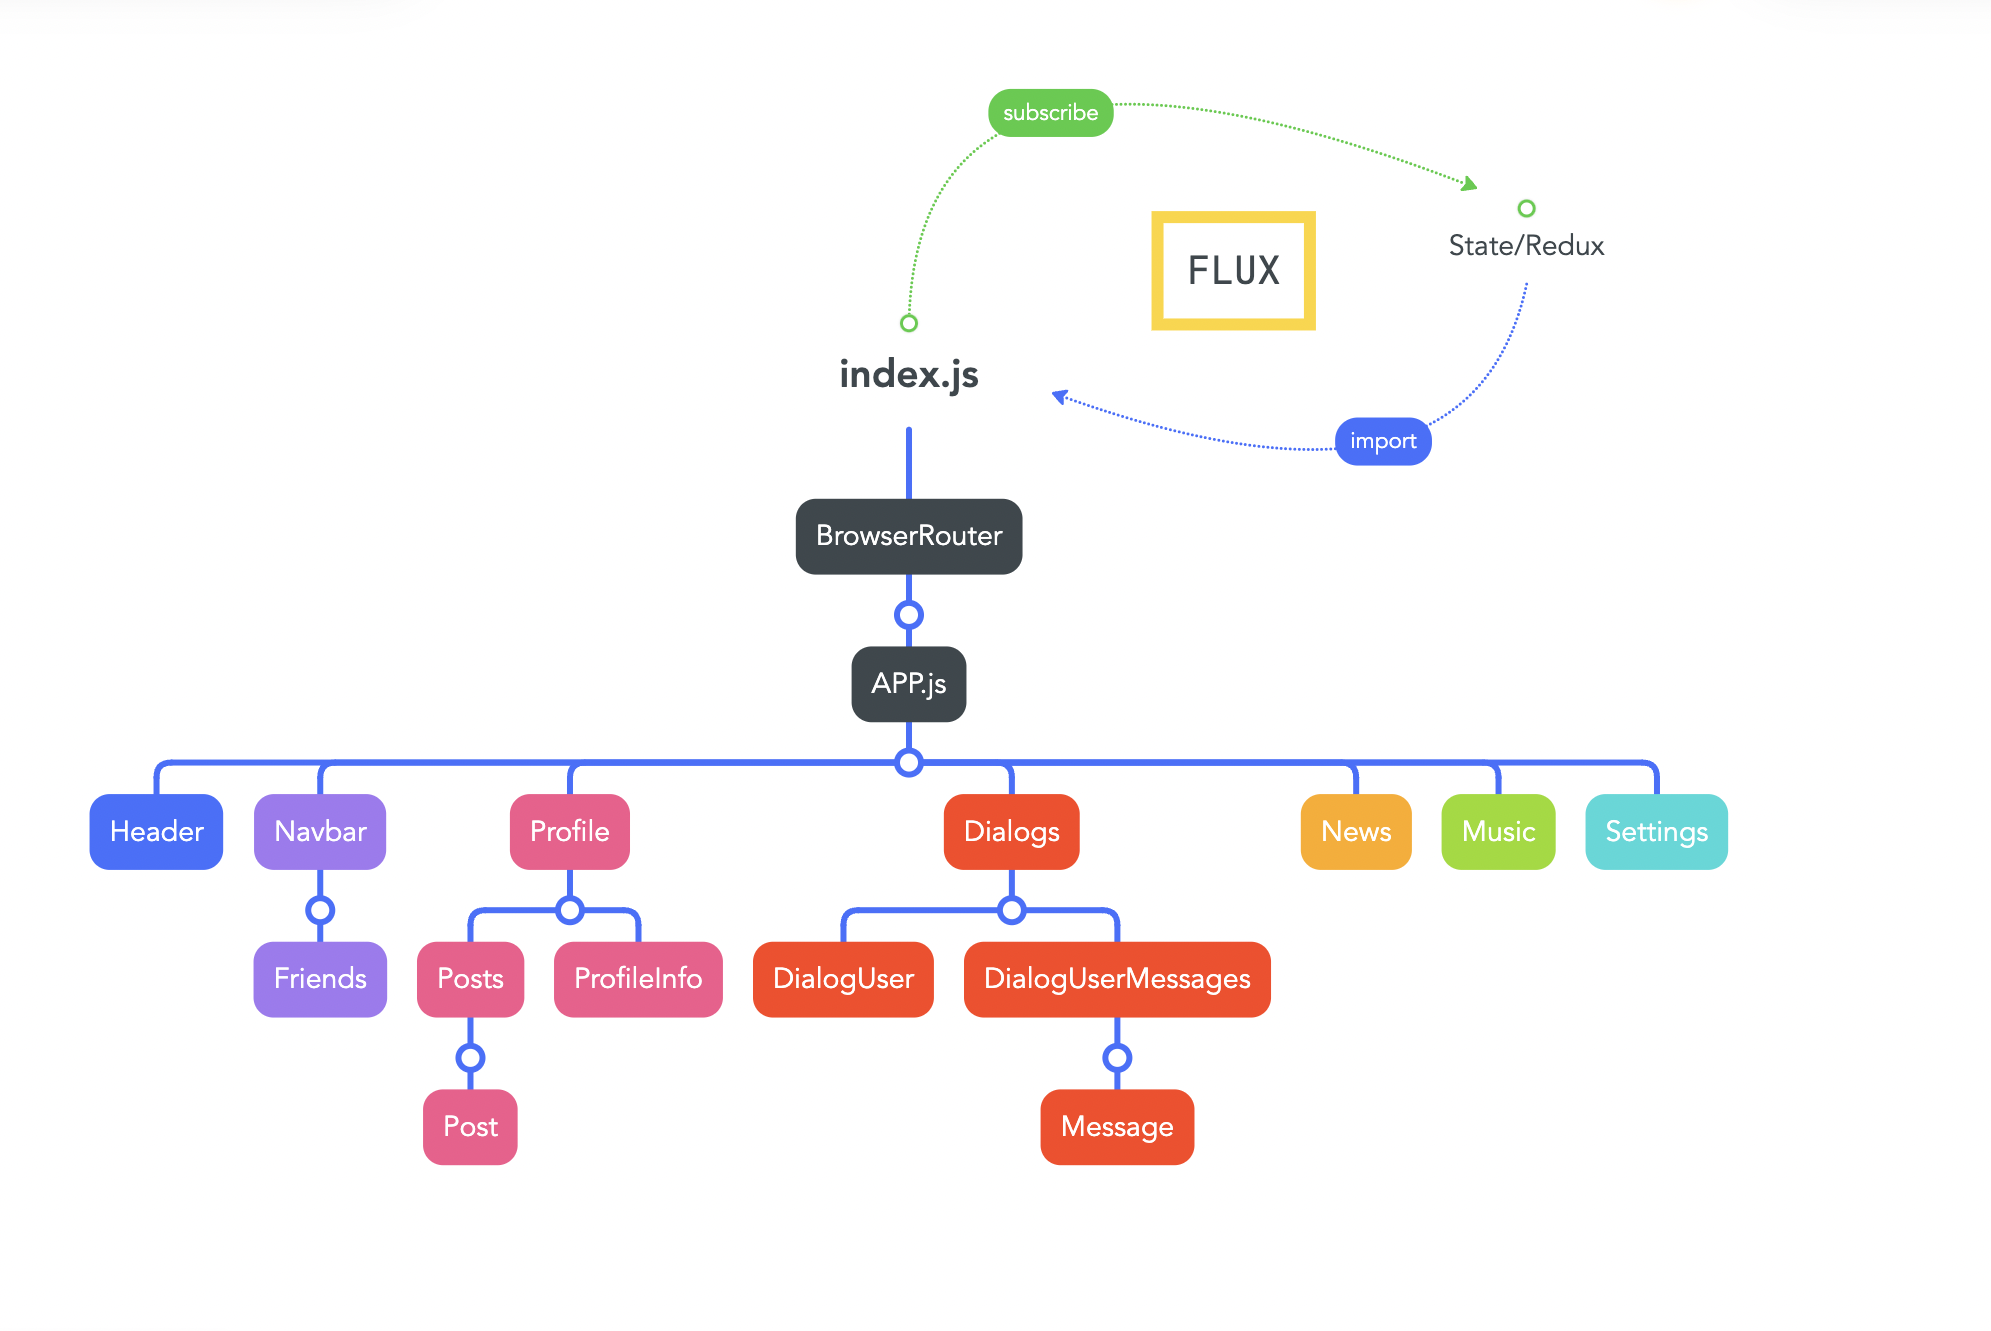 subscribe
State/Redux
FLUX
index.js
import
BrowserRouter
APP.js
Header
Navbar
Profile
Dialogs
News
Music
Settings
Friends
Posts
ProfileInfo
DialogUser
DialogUserMessages
Post
Message